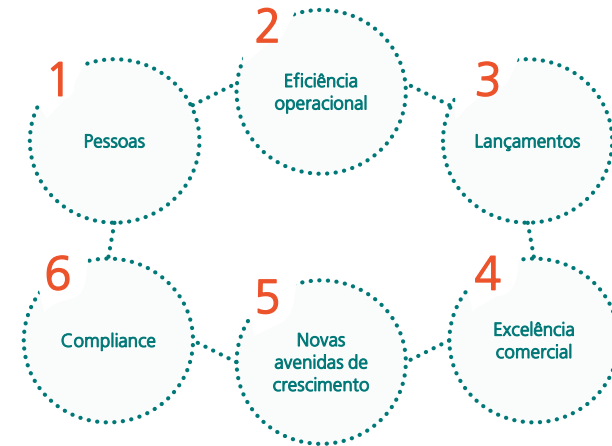 1
Pessoas
2
Eficiência
operacional
3
Lançamentos
4
Excelência
comercial
5
Novas
avenidas de
crescimento
6
Compliance